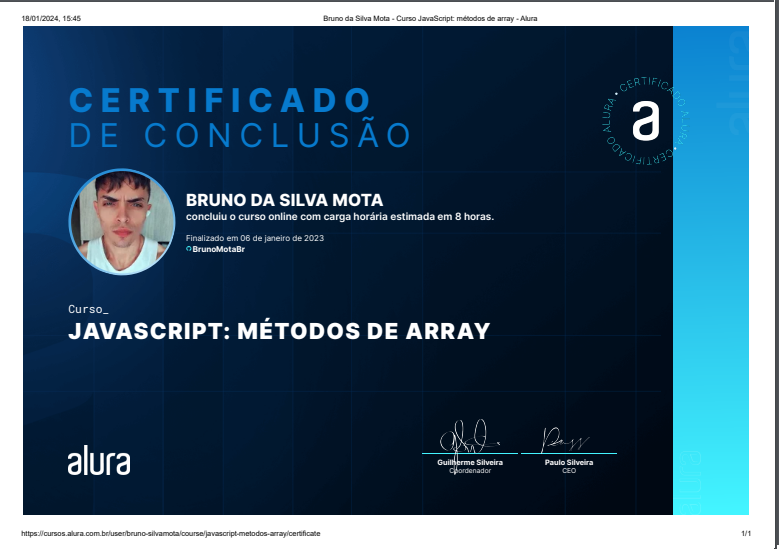 18/01/2024, 15:45
Bruno da Silva Mota - Curso JavaScript: métodos de array - Alura
CERTIFICADO
DE CONCLUSÃO
CERTIFICADO ALURA • CERTIFICADO ALURA •
a
alura
BRUNO DA SILVA MOTA
concluiu o curso online com carga horária estimada em 8 horas.
Finalizado em 06 de janeiro de 2023
BrunoMotaBr
Curso_
JAVASCRIPT: MÉTODOS DE ARRAY
alura
Guilherme Silveira
Coordenador
Paulo Silveira
CEO
alura
https://cursos.alura.com.br/user/bruno-silvamota/course/javascript-metodos-array/certificate
1/1